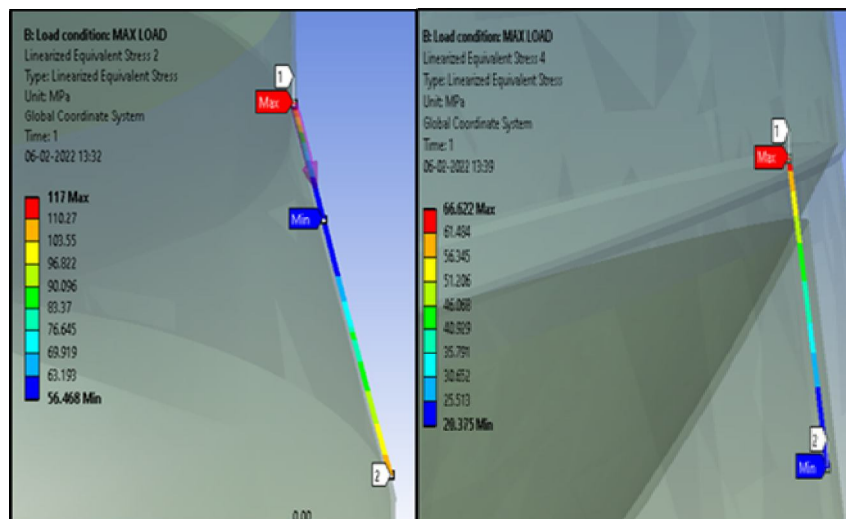 B: Load condition: MAX LOAD
Linearized Equivalent Stress 2
Type: Linearized Equivalent Stress
Unit: MPa
Global Coordinate System
Time: 1
06-02-2022 13:32
117 Max
110.27
103.55
96.822
90.096
83.37
76.645
69.919
63.193
56.468 Min
1
Max
Min
2
0.00
B: Load condition: MAX LOAD
Linearized Equivalent Stress 4
Type: Linearized Equivalent Stress
Unit: MPa
Global Coordinate System
Time: 1
06-02-2022 13:39
66.622 Max
61.484
56.345
51.206
46.068
40.929
35.791
30.652
25.513
20.375 Min
1
Max
2
Min